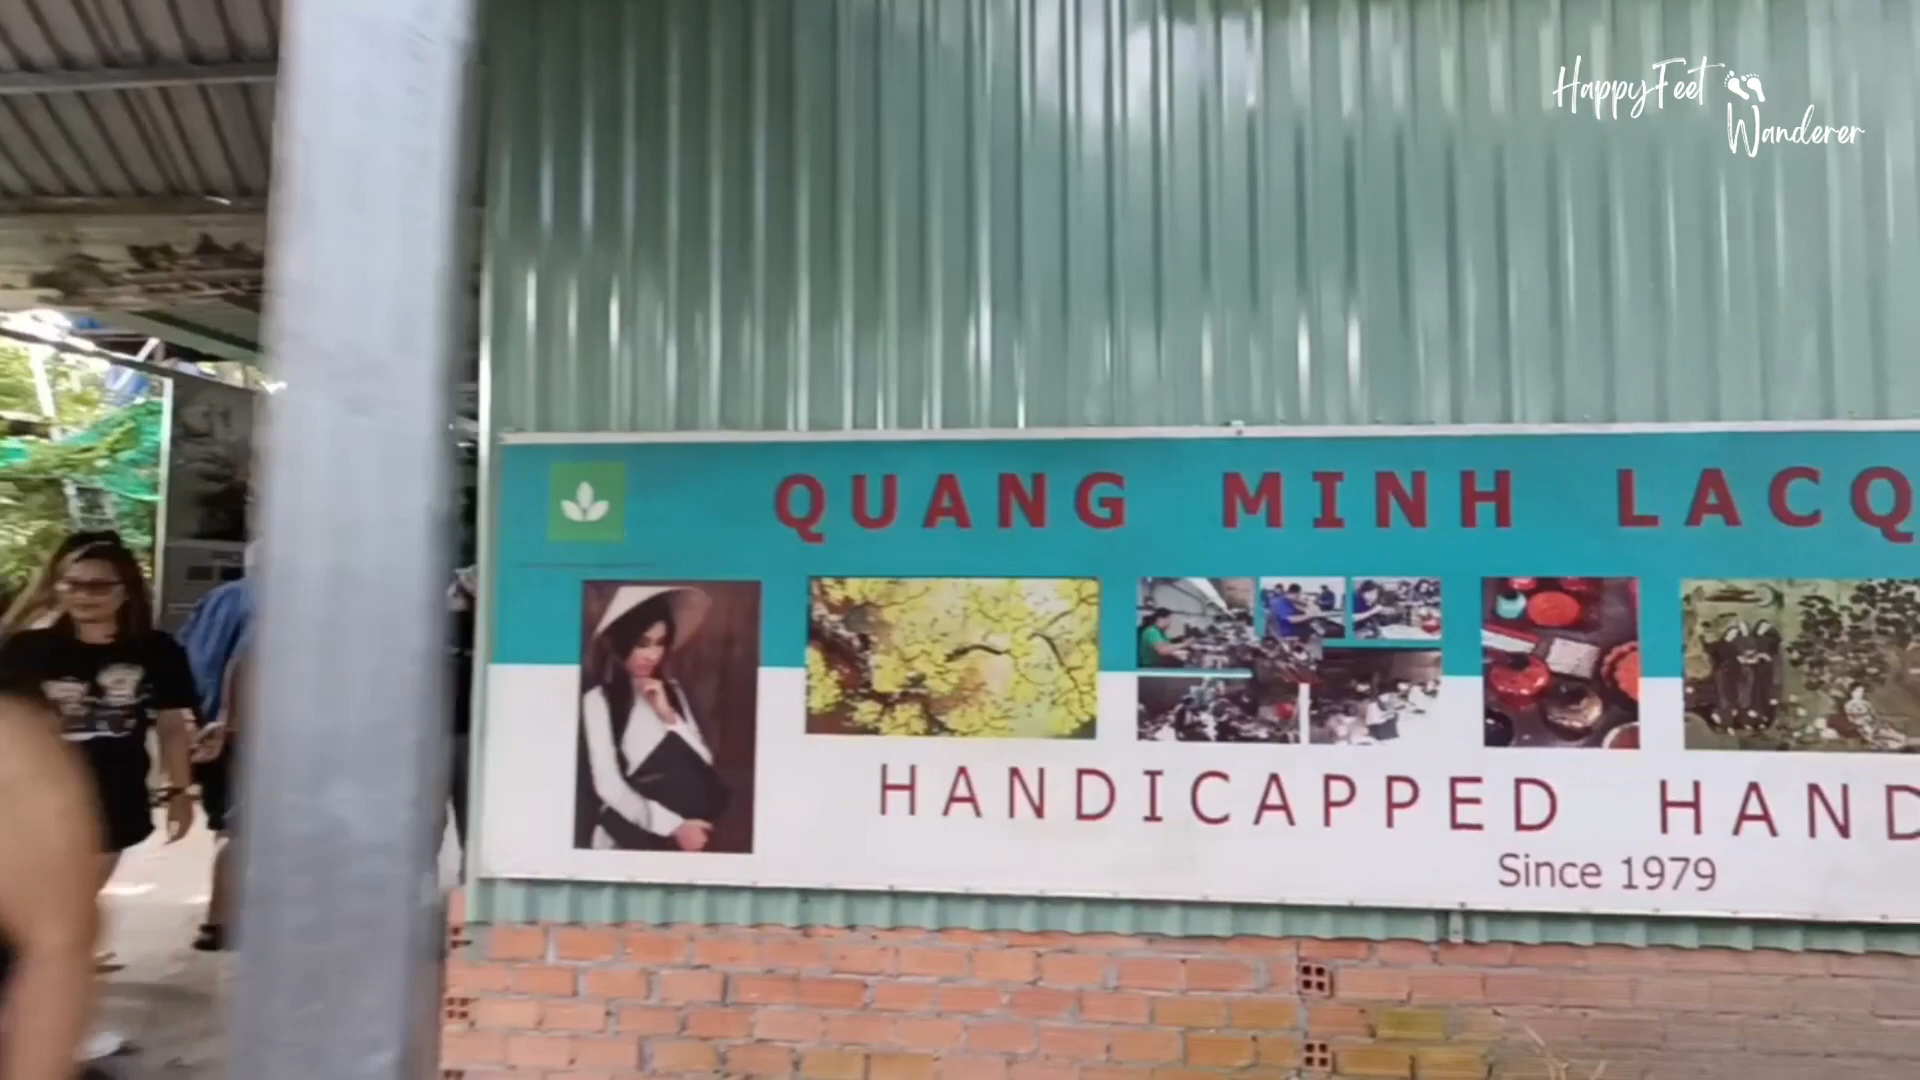 HappyFeet
Wanderer
QUANG MINH LACQ
HANDICAPPED HAND
Since 1979